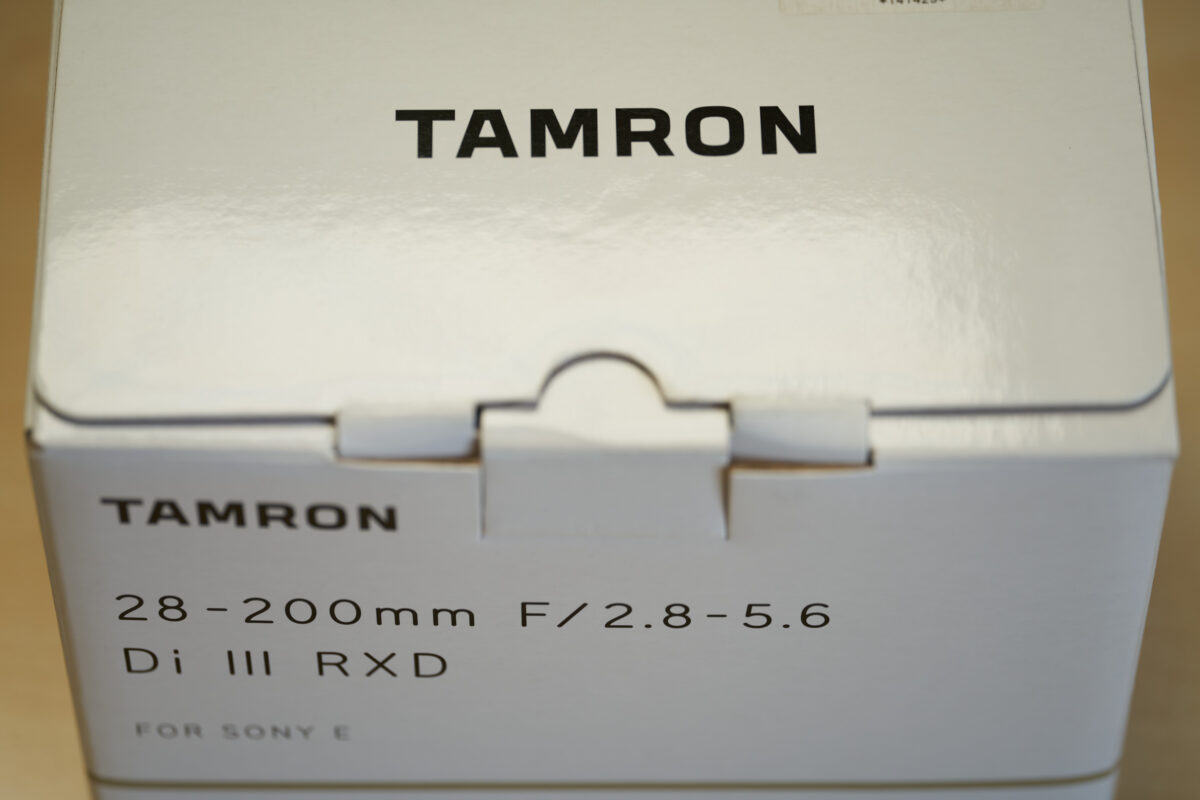 TAMRON
TAMRON
28-200mm F/2.8-5.6
Di III RXD
FOR SONY E